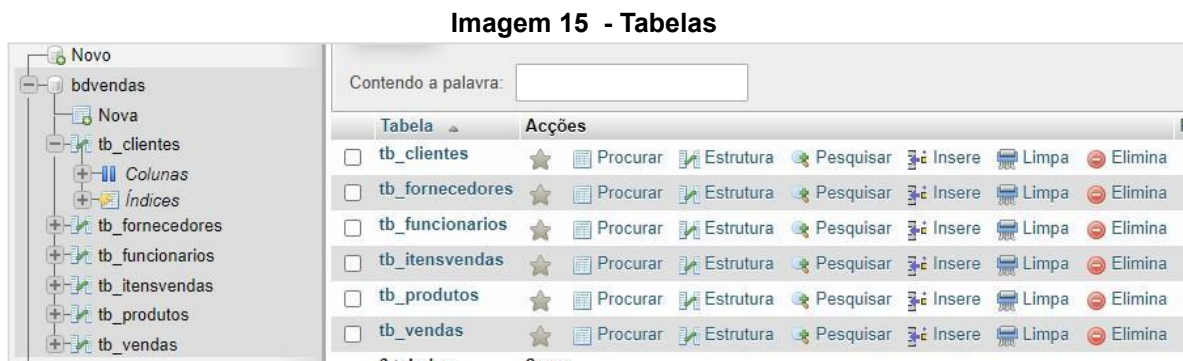 Imagem 15 - Tabelas
Novo
bdvendas
Nova
tb_clientes
Colunas
Índices
tb_fornecedores
tb_funcionarios
tb_itensvendas
tb_produtos
tb_vendas
Contendo a palavra:
Tabela Acções
tb_clientes Procurar Estrutura Pesquisar Insere Limpa Elimina
tb_fornecedores Procurar Estrutura Pesquisar Insere Limpa Elimina
tb_funcionarios Procurar Estrutura Pesquisar Insere Limpa Elimina
tb_itensvendas Procurar Estrutura Pesquisar Insere Limpa Elimina
tb_produtos Procurar Estrutura Pesquisar Insere Limpa Elimina
tb_vendas Procurar Estrutura Pesquisar Insere Limpa Elimina